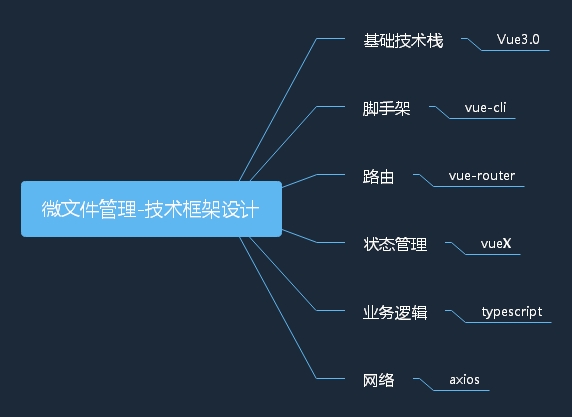 基础技术栈
Vue3.0
脚手架
vue-cli
路由
vue-router
微文件管理-技术框架设计
状态管理
vueX
业务逻辑
typescript
网络
axios